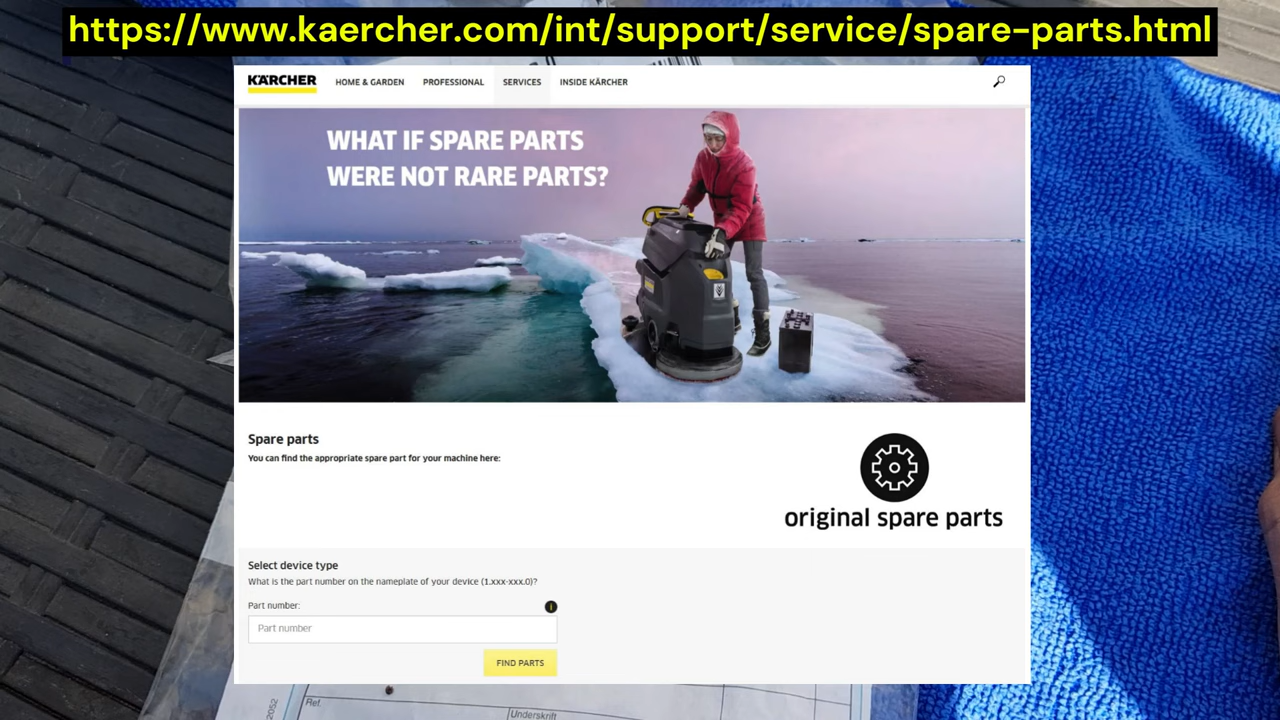 https://www.kaercher.com/int/support/service/spare-parts.html
KÄRCHER
HOME & GARDEN
PROFESSIONAL
SERVICES
INSIDE KÄRCHER
WHAT IF SPARE PARTS
WERE NOT RARE PARTS?
Spare parts
You can find the appropriate spare part for your machine here:
original spare parts
Select device type
What is the part number on the nameplate of your device (1.xxx-xxx.0)?
Part number:
i
Part number
FIND PARTS
2052
Ref.
Underskrift